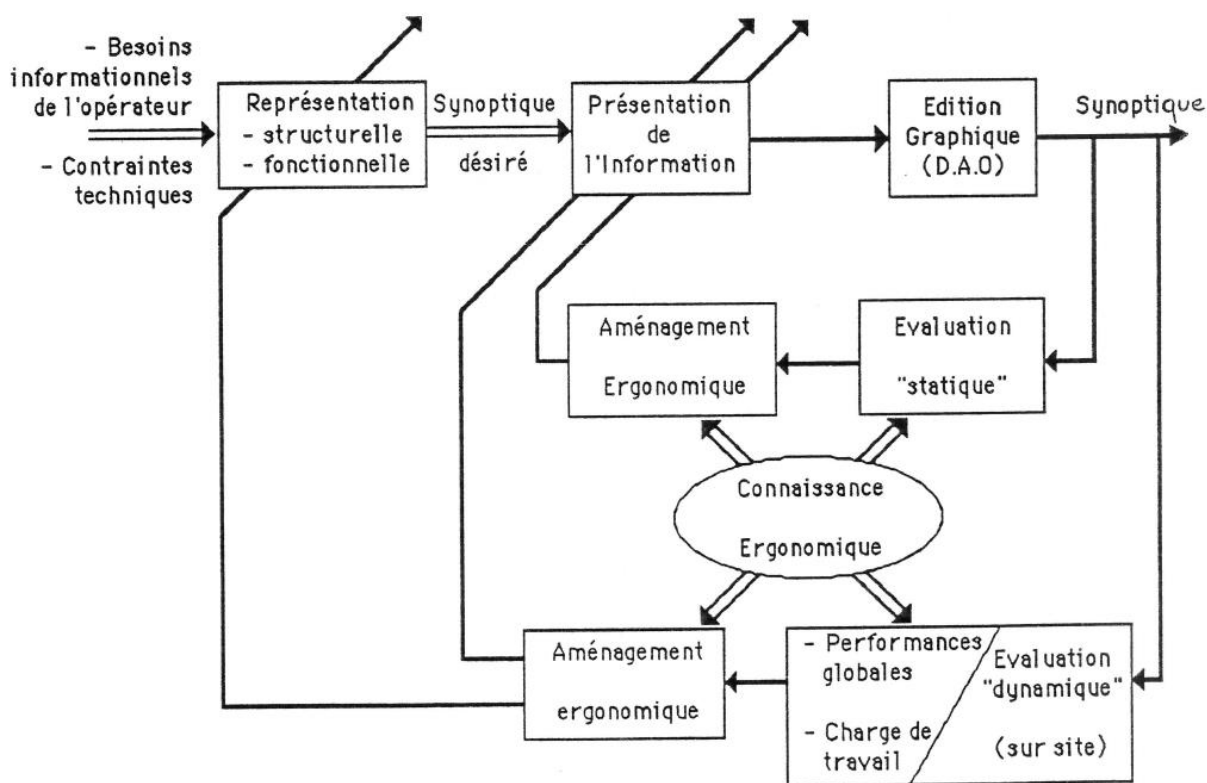 - Besoins
informationnels
de l'opérateur
- Contraintes
techniques
Représentation
- structurelle
- fonctionnelle
Synoptique
désiré
Présentation
de
l'Information
Edition
Graphique
(D.A.O)
Synoptique
Aménagement
Ergonomique
Evaluation
"statique"
Connaissance
Ergonomique
Aménagement
ergonomique
- Performances
globales
- Charge de
travail
Evaluation
"dynamique"
(sur site)